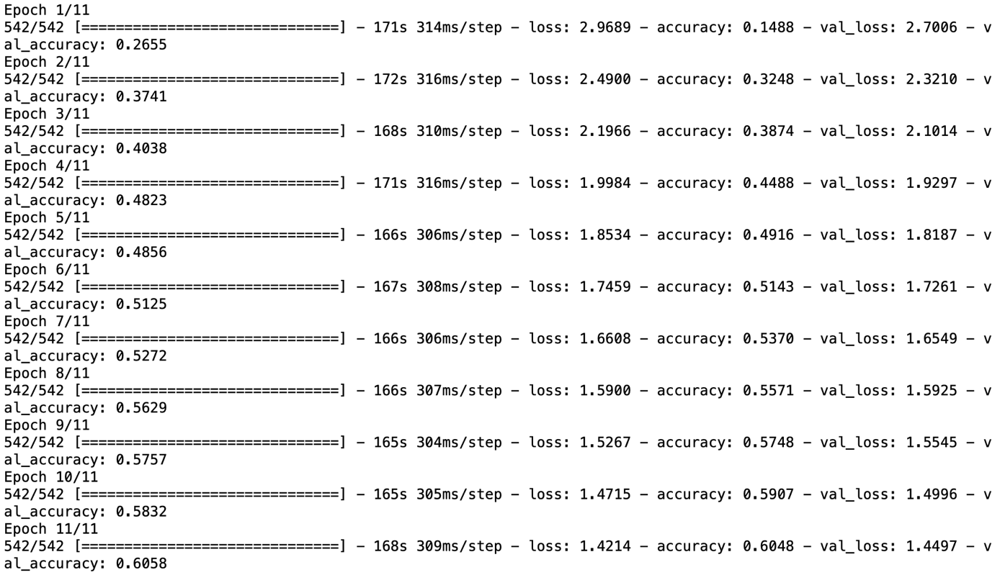 Epoch 1/11
542/542 [==============================] - 171s 314ms/step - loss: 2.9689 - accuracy: 0.1488 - val_loss: 2.7006 - v
al_accuracy: 0.2655
Epoch 2/11
542/542 [==============================] - 172s 316ms/step - loss: 2.4900 - accuracy: 0.3248 - val_loss: 2.3210 - v
al_accuracy: 0.3741
Epoch 3/11
542/542 [==============================] - 168s 310ms/step - loss: 2.1966 - accuracy: 0.3874 - val_loss: 2.1014 - v
al_accuracy: 0.4038
Epoch 4/11
542/542 [==============================] - 171s 316ms/step - loss: 1.9984 - accuracy: 0.4488 - val_loss: 1.9297 - v
al_accuracy: 0.4823
Epoch 5/11
542/542 [==============================] - 166s 306ms/step - loss: 1.8534 - accuracy: 0.4916 - val_loss: 1.8187 - v
al_accuracy: 0.4856
Epoch 6/11
542/542 [==============================] - 167s 308ms/step - loss: 1.7459 - accuracy: 0.5143 - val_loss: 1.7261 - v
al_accuracy: 0.5125
Epoch 7/11
542/542 [==============================] - 166s 306ms/step - loss: 1.6608 - accuracy: 0.5370 - val_loss: 1.6549 - v
al_accuracy: 0.5272
Epoch 8/11
542/542 [==============================] - 166s 307ms/step - loss: 1.5900 - accuracy: 0.5571 - val_loss: 1.5925 - v
al_accuracy: 0.5629
Epoch 9/11
542/542 [==============================] - 165s 304ms/step - loss: 1.5267 - accuracy: 0.5748 - val_loss: 1.5545 - v
al_accuracy: 0.5757
Epoch 10/11
542/542 [==============================] - 165s 305ms/step - loss: 1.4715 - accuracy: 0.5907 - val_loss: 1.4996 - v
al_accuracy: 0.5832
Epoch 11/11
542/542 [==============================] - 168s 309ms/step - loss: 1.4214 - accuracy: 0.6048 - val_loss: 1.4497 - v
al_accuracy: 0.6058